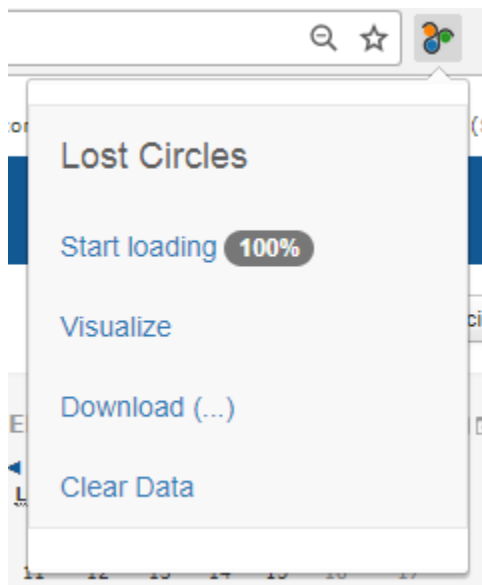 Lost Circles
Start loading 100%
Visualize
Download (...)
Clear Data